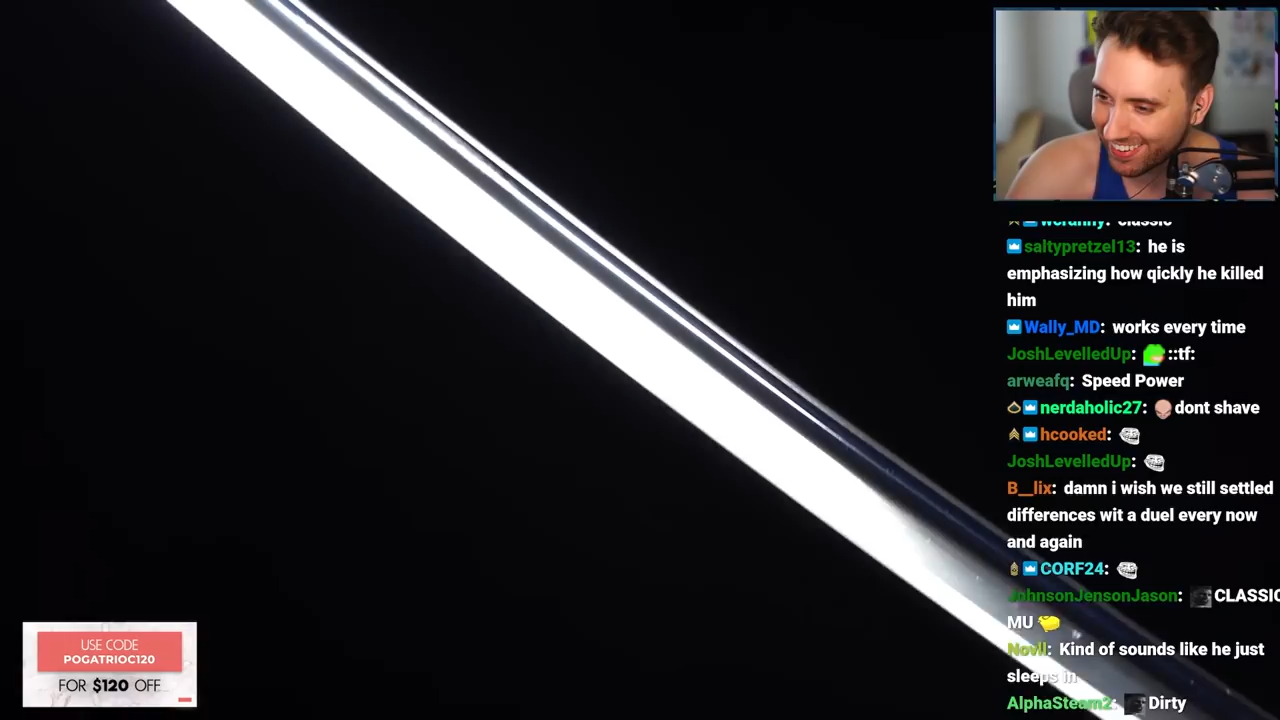 wcranny: classic
saltypretzel13: he is
emphasizing how qickly he killed
him
Wally_MD: works every time
JoshLevelledUp: ::tf:
arweafq: Speed Power
nerdaholic27: dont shave
hcooked:
JoshLevelledUp:
B__lix: damn i wish we still settled
differences wit a duel every now
and again
CORF24:
JohnsonJensonJason: CLASSIC
MU
Novll: Kind of sounds like he just
sleeps in
AlphaSteam2: Dirty
USE CODE
POGATRIOC120
FOR $120 OFF